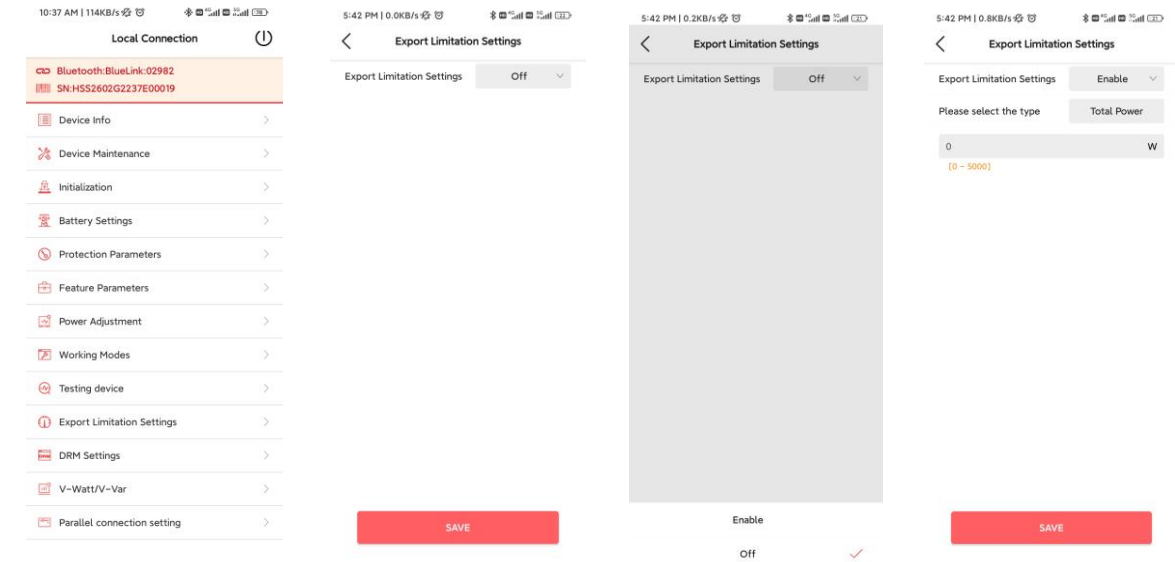 10:37 AM | 114KB/s
Local Connection
Bluetooth:BlueLink:02982
SN:HSS2602G2237E00019
Device Info
Device Maintenance
Initialization
Battery Settings
Protection Parameters
Feature Parameters
Power Adjustment
Working Modes
Testing device
Export Limitation Settings
DRM Settings
V-Watt/V-Var
Parallel connection setting
5:42 PM | 0.0KB/s
Export Limitation Settings
Export Limitation Settings Off
SAVE
5:42 PM | 0.2KB/s
Export Limitation Settings
Export Limitation Settings Off
Enable
Off
5:42 PM | 0.8KB/s
Export Limitation Settings
Export Limitation Settings Enable
Please select the type Total Power
0 W
[0 - 5000]
SAVE